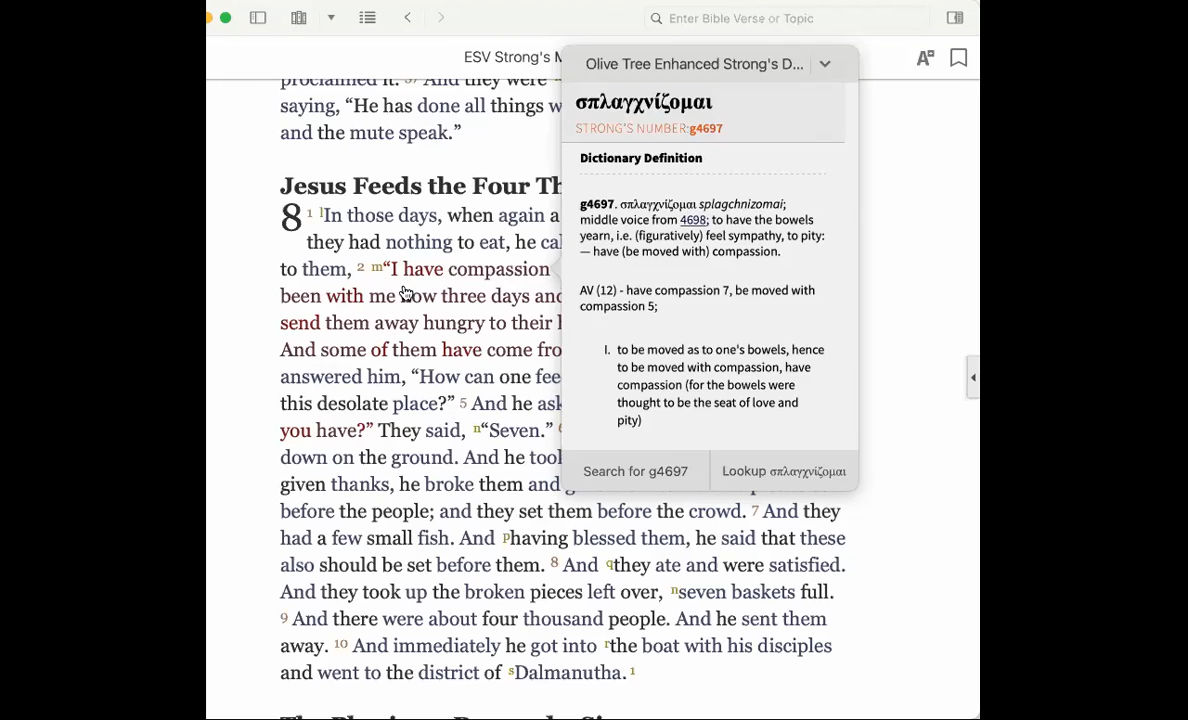 Enter Bible Verse or Topic
ESV Strong's
Olive Tree Enhanced Strong's D...
proclaimed it. And they were
saying, “He has done all things
and the mute speak.”
σπλαγχνίζομαι
STRONG'S NUMBER:g4697
Dictionary Definition
g4697. σπλαγχνίζομαι splagchnizomai;
middle voice from 4698; to have the bowels
yearn, i.e. (figuratively) feel sympathy, to pity:
— have (be moved with) compassion.
AV (12) - have compassion 7, be moved with
compassion 5;
I. to be moved as to one's bowels, hence
to be moved with compassion, have
compassion (for the bowels were
thought to be the seat of love and
pity)
Search for g4697
Lookup σπλαγχνίζομαι
Jesus Feeds the Four
8 1 lIn those days, when again a
they had nothing to eat, he
to them, 2 m“I have compassion
been with me now three days
send them away hungry to their
And some of them have come
answered him, “How can one
this desolate place?” 5 And he
you have?” They said, n“Seven.”
down on the ground. And he took
given thanks, he broke them and
before the people; and they set them before the crowd. 7 And they
had a few small fish. And phaving blessed them, he said that these
also should be set before them. 8 And qthey ate and were satisfied.
And they took up the broken pieces left over, nseven baskets full.
9 And there were about four thousand people. And he sent them
away. 10 And immediately he got into rthe boat with his disciples
and went to the district of sDalmanutha.1